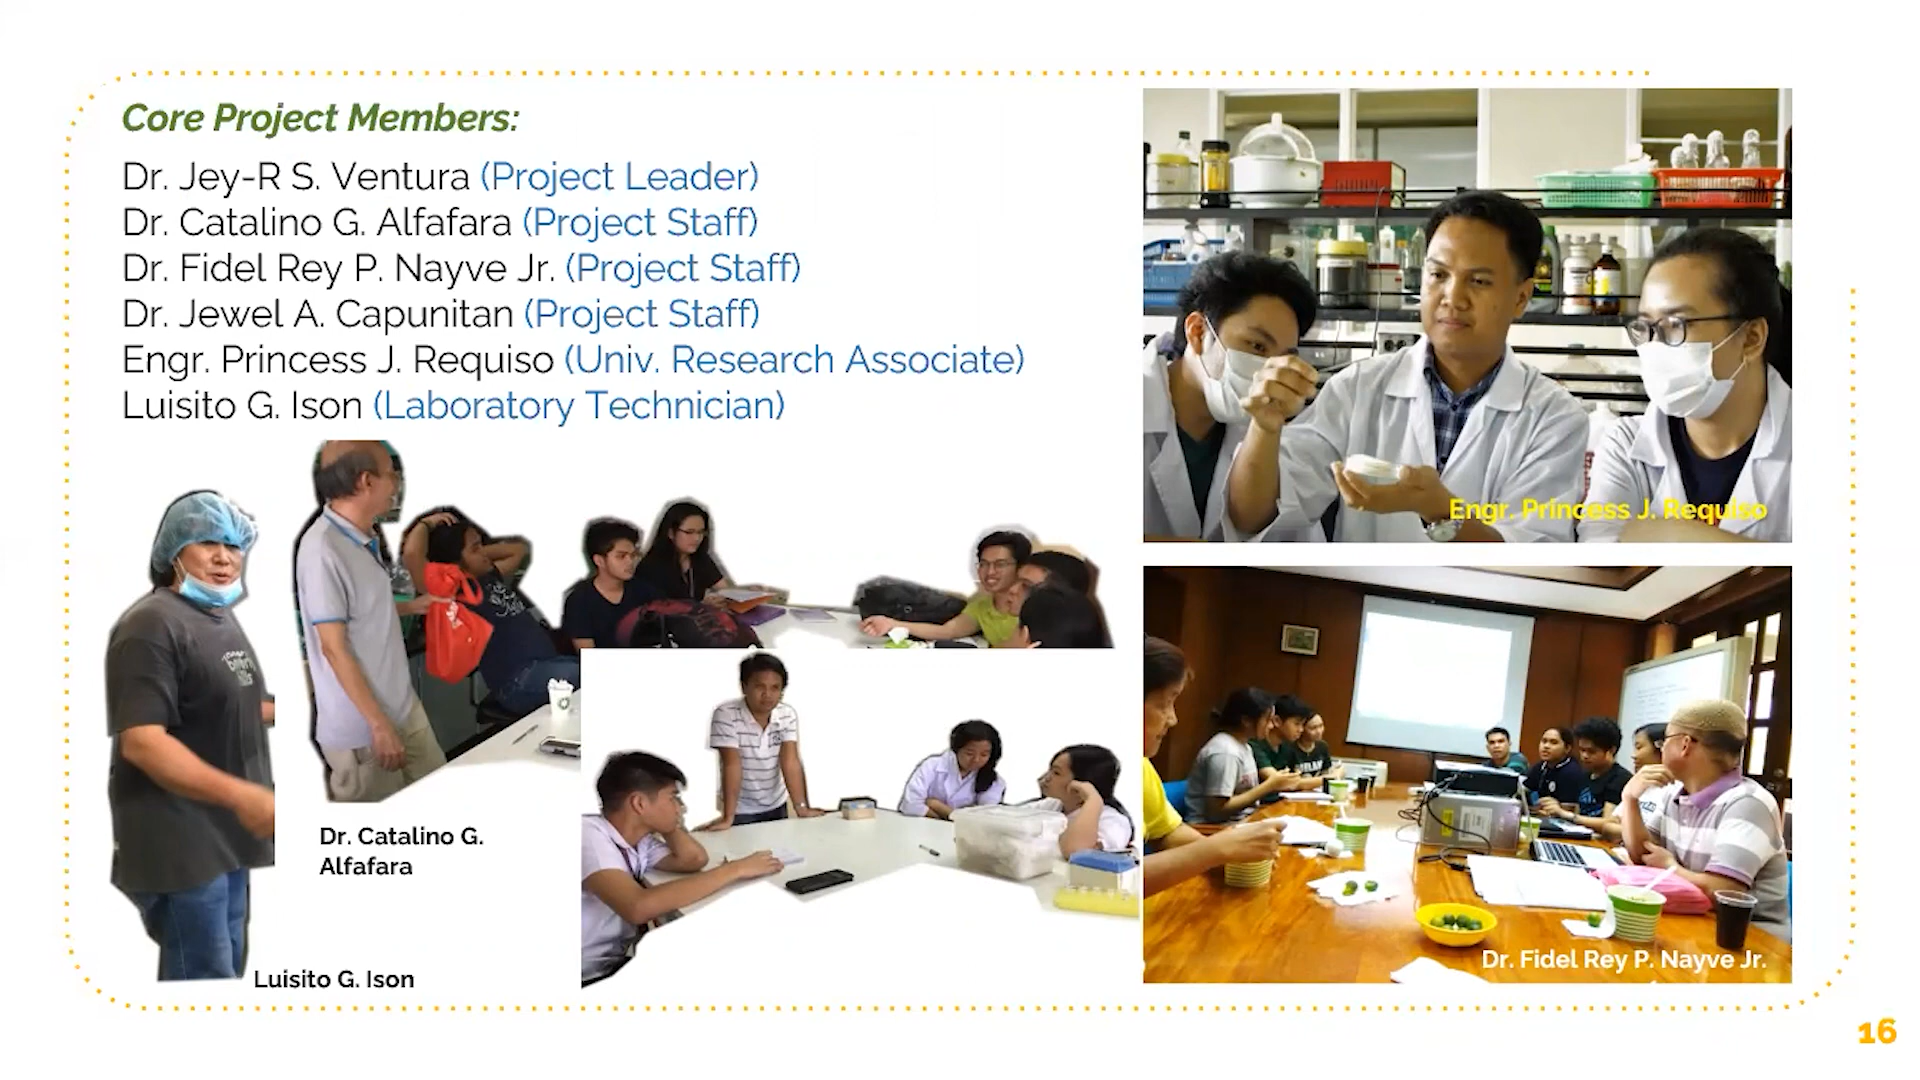 Core Project Members:
Dr. Jey-R S. Ventura (Project Leader)
Dr. Catalino G. Alfafara (Project Staff)
Dr. Fidel Rey P. Nayve Jr. (Project Staff)
Dr. Jewel A. Capunitan (Project Staff)
Engr. Princess J. Requiso (Univ. Research Associate)
Luisito G. Ison (Laboratory Technician)
Engr. Princess J. Requiso
Dr. Catalino G.
Alfafara
Luisito G. Ison
Dr. Fidel Rey P. Nayve Jr.
16